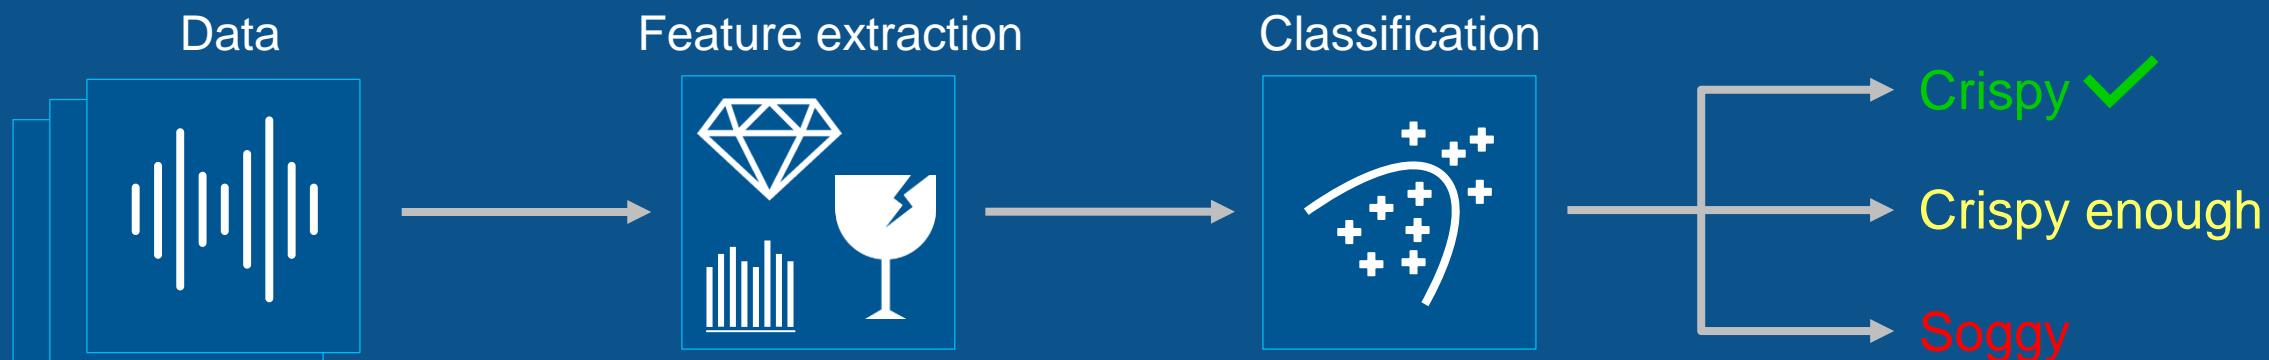 Data
Feature extraction
Classification
Crispy
Crispy enough
Soggy